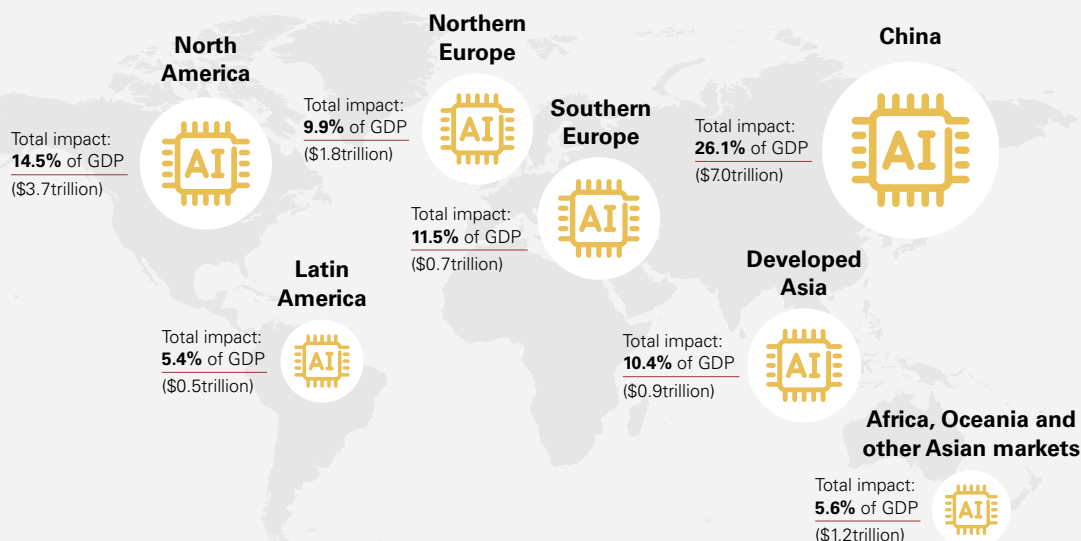 North
America
AI
Total impact:
14.5% of GDP
($3.7trillion)
Northern
Europe
AI
Total impact:
9.9% of GDP
($1.8trillion)
Southern
Europe
AI
Total impact:
11.5% of GDP
($0.7trillion)
China
AI
Total impact:
26.1% of GDP
($7.0trillion)
Latin
America
AI
Total impact:
5.4% of GDP
($0.5trillion)
Developed
Asia
AI
Total impact:
10.4% of GDP
($0.9trillion)
Africa, Oceania and
other Asian markets
AI
Total impact:
5.6% of GDP
($1.2trillion)